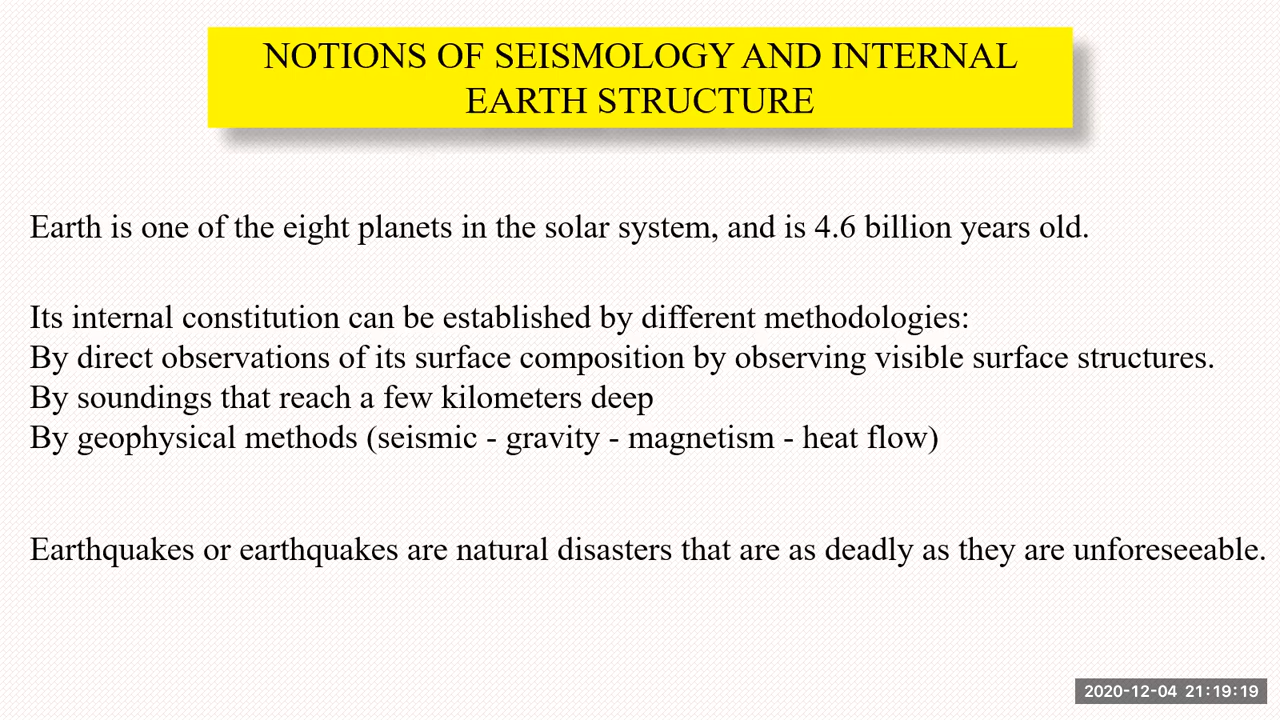 NOTIONS OF SEISMOLOGY AND INTERNAL
EARTH STRUCTURE
Earth is one of the eight planets in the solar system, and is 4.6 billion years old.
Its internal constitution can be established by different methodologies:
By direct observations of its surface composition by observing visible surface structures.
By soundings that reach a few kilometers deep
By geophysical methods (seismic - gravity - magnetism - heat flow)
Earthquakes or earthquakes are natural disasters that are as deadly as they are unforeseeable.
2020-12-04 21:19:19